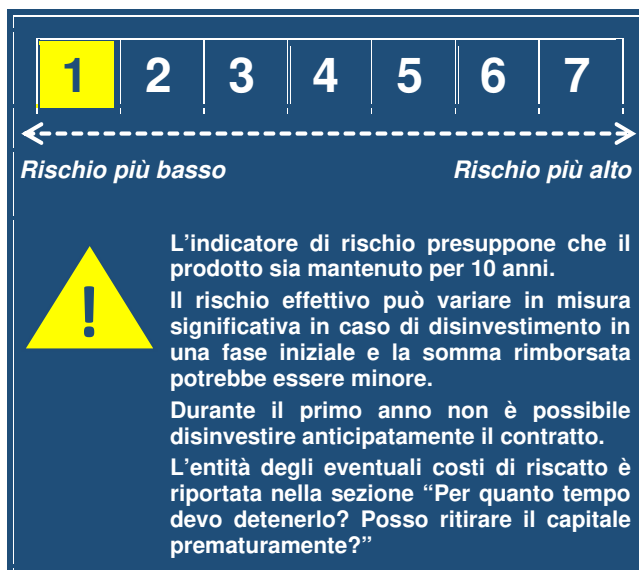 1 2 3 4 5 6 7
Rischio più basso Rischio più alto
!
L'indicatore di rischio presuppone che il
prodotto sia mantenuto per 10 anni.
Il rischio effettivo può variare in misura
significativa in caso di disinvestimento in
una fase iniziale e la somma rimborsata
potrebbe essere minore.
Durante il primo anno non è possibile
disinvestire anticipatamente il contratto.
L'entità degli eventuali costi di riscatto è
riportata nella sezione “Per quanto tempo
devo detenerlo? Posso ritirare il capitale
prematuramente?”